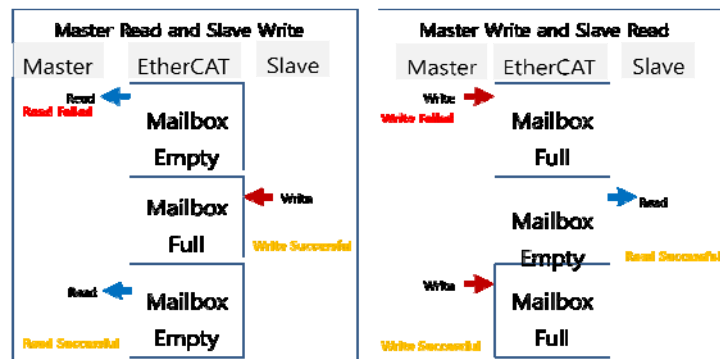 Master Read and Slave Write
Master EtherCAT Slave
Read
Read Failed
Mailbox
Empty
Write
Mailbox
Full
Write Successful
Read
Mailbox
Empty
Read Successful
Master Write and Slave Read
Master EtherCAT Slave
Write
Write Failed
Mailbox
Full
Read
Mailbox
Empty
Read Successful
Write
Mailbox
Full
Write Successful